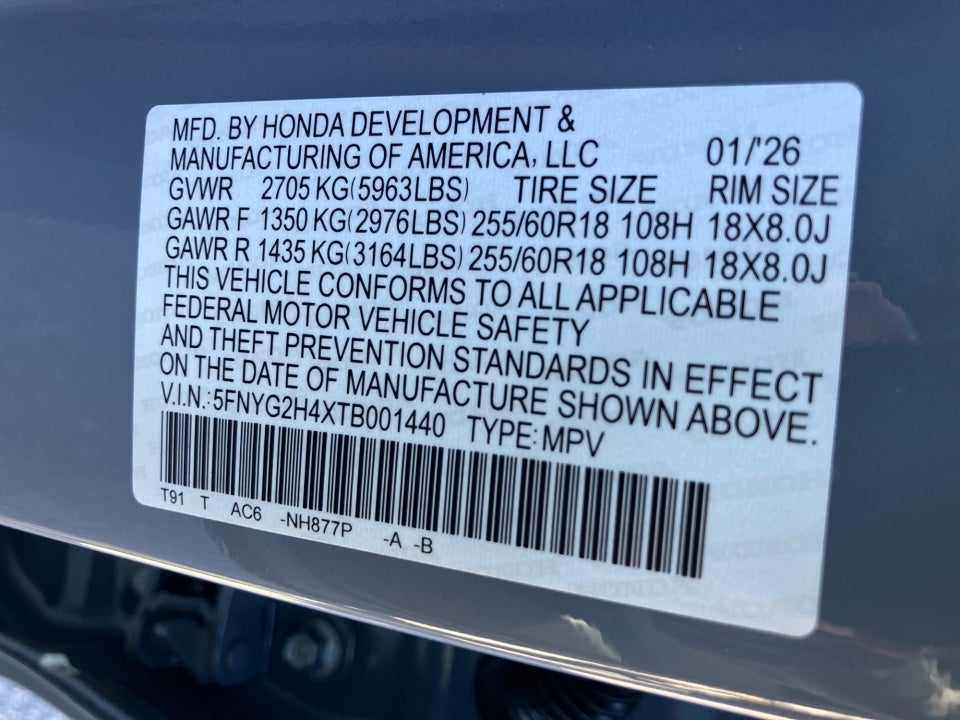 MFD. BY HONDA DEVELOPMENT &
MANUFACTURING OF AMERICA, LLC 01/'26
GVWR 2705 KG(5963LBS) TIRE SIZE RIM SIZE
GAWR F 1350 KG(2976LBS) 255/60R18 108H 18X8.0J
GAWR R 1435 KG(3164LBS) 255/60R18 108H 18X8.0J
THIS VEHICLE CONFORMS TO ALL APPLICABLE
FEDERAL MOTOR VEHICLE SAFETY
AND THEFT PREVENTION STANDARDS IN EFFECT
ON THE DATE OF MANUFACTURE SHOWN ABOVE.
V.I.N.:5FNYG2H4XTB001440 TYPE:MPV
T91 T AC6 -NH877P -A -B